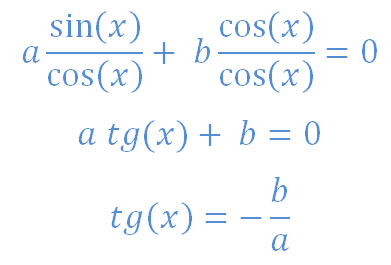 a sin(x)/cos(x) + b cos(x)/cos(x) = 0
a tg(x) + b = 0
tg(x) = − b/a